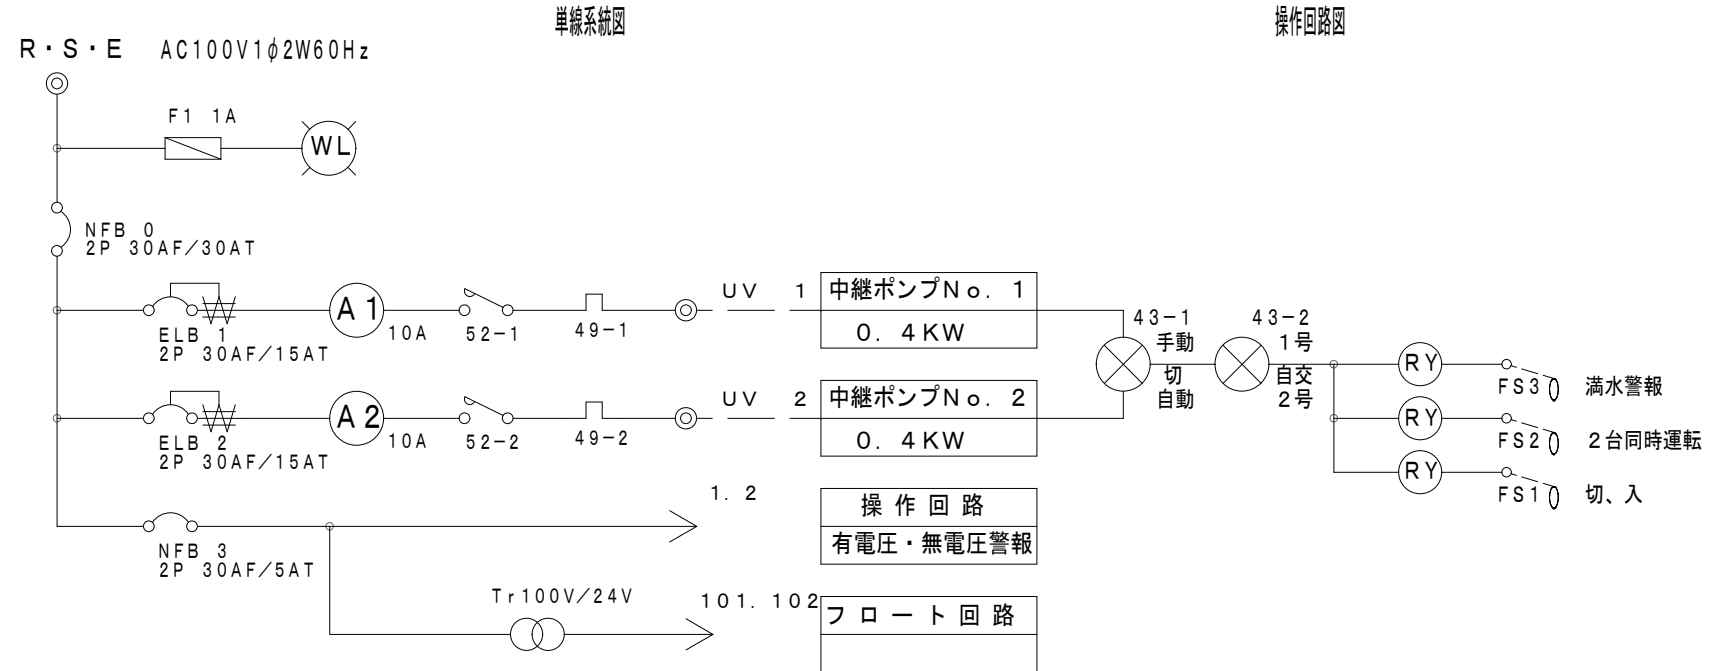 単線系統図
操作回路図
R・S・E AC100V1φ2W60Hz
F1 1A
WL
NFB 0
2P 30AF/30AT
ELB 1
2P 30AF/15AT
A1
10A
52-1
49-1
UV 1
中継ポンプNo. 1
0. 4KW
43-1
手動
切
自動
43-2
1号
自交
2号
RY
FS3
満水警報
ELB 2
2P 30AF/15AT
A2
10A
52-2
49-2
UV 2
中継ポンプNo. 2
0. 4KW
RY
FS2
2台同時運転
RY
FS1
切、入
NFB 3
2P 30AF/5AT
1. 2
操作回路
有電圧・無電圧警報
Tr100V/24V
101. 102
フロート回路